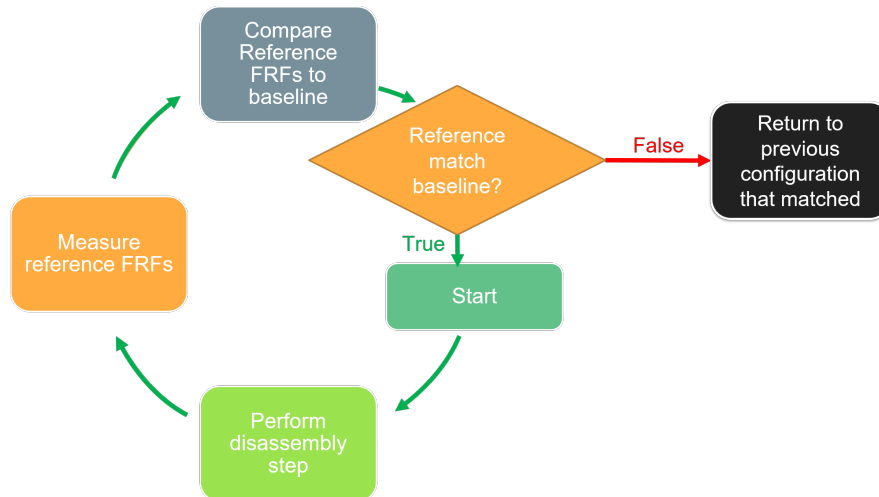 Compare
Reference
FRFs to
baseline
Reference
match
baseline?
False
Return to
previous
configuration
that matched
Measure
reference FRFs
True
Start
Perform
disassembly
step